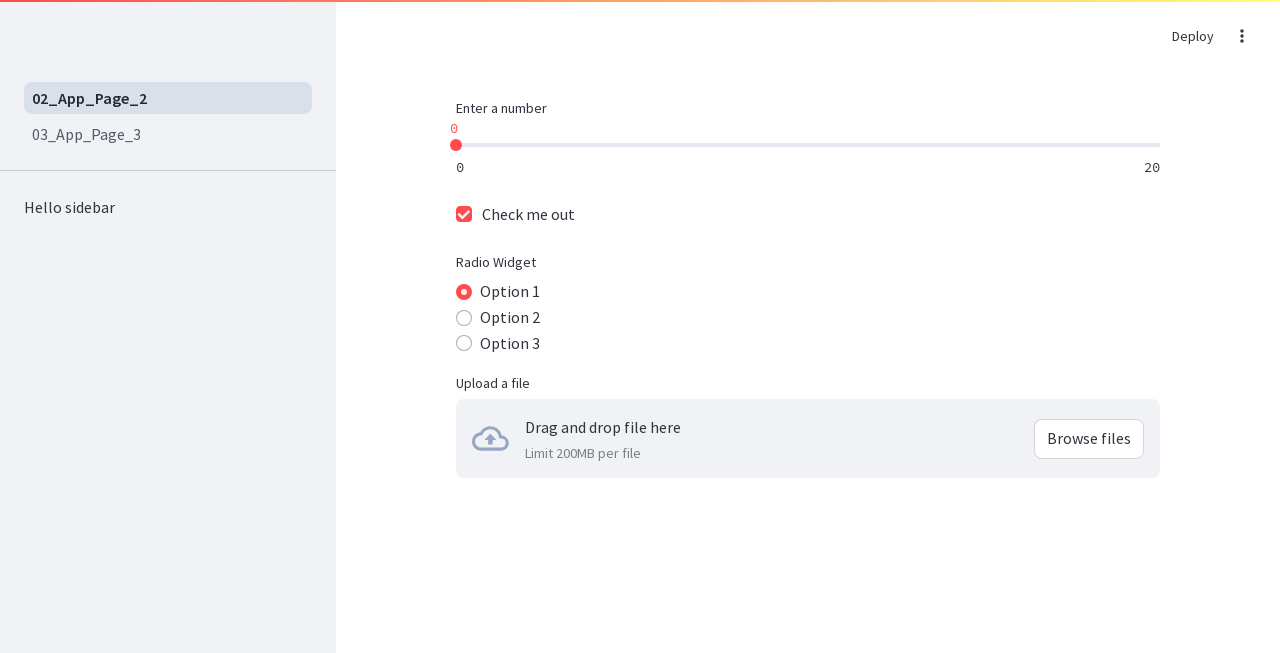 Deploy
02_App_Page_2
03_App_Page_3
Hello sidebar
Enter a number
0
0
20
Check me out
Radio Widget
Option 1
Option 2
Option 3
Upload a file
Drag and drop file here
Limit 200MB per file
Browse files